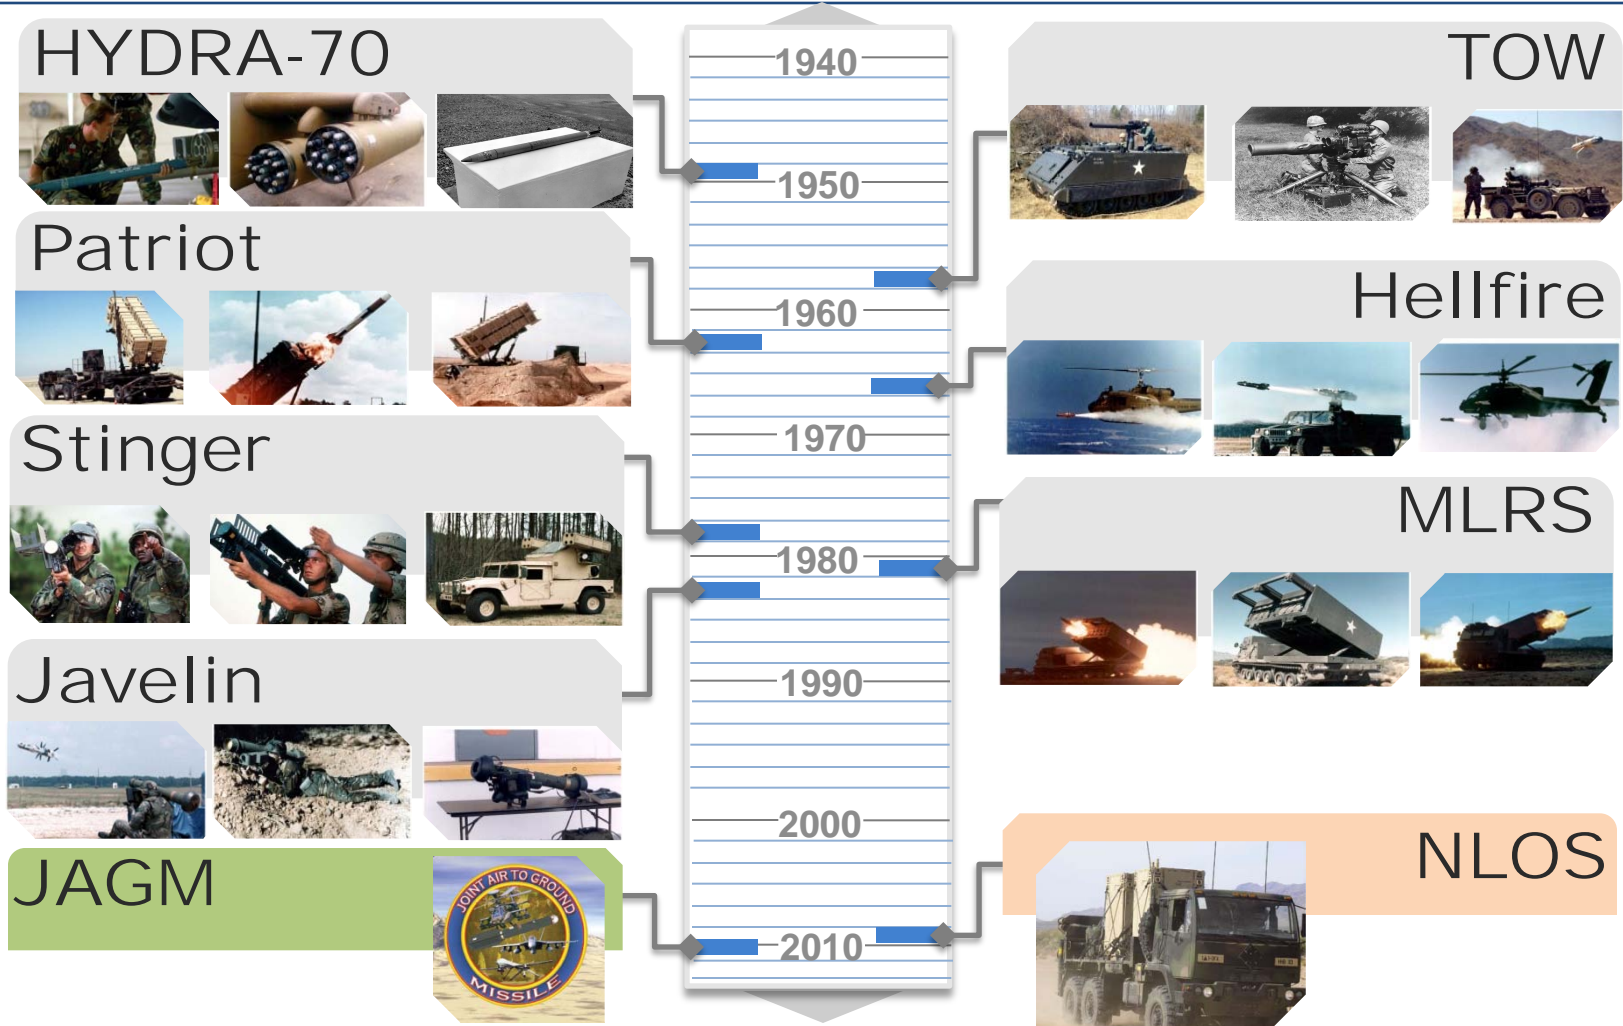 HYDRA-70
Patriot
Stinger
Javelin
JAGM
JOINT AIR TO GROUND
MISSILE
1940
1950
1960
1970
1980
1990
2000
2010
TOW
Hellfire
MLRS
NLOS